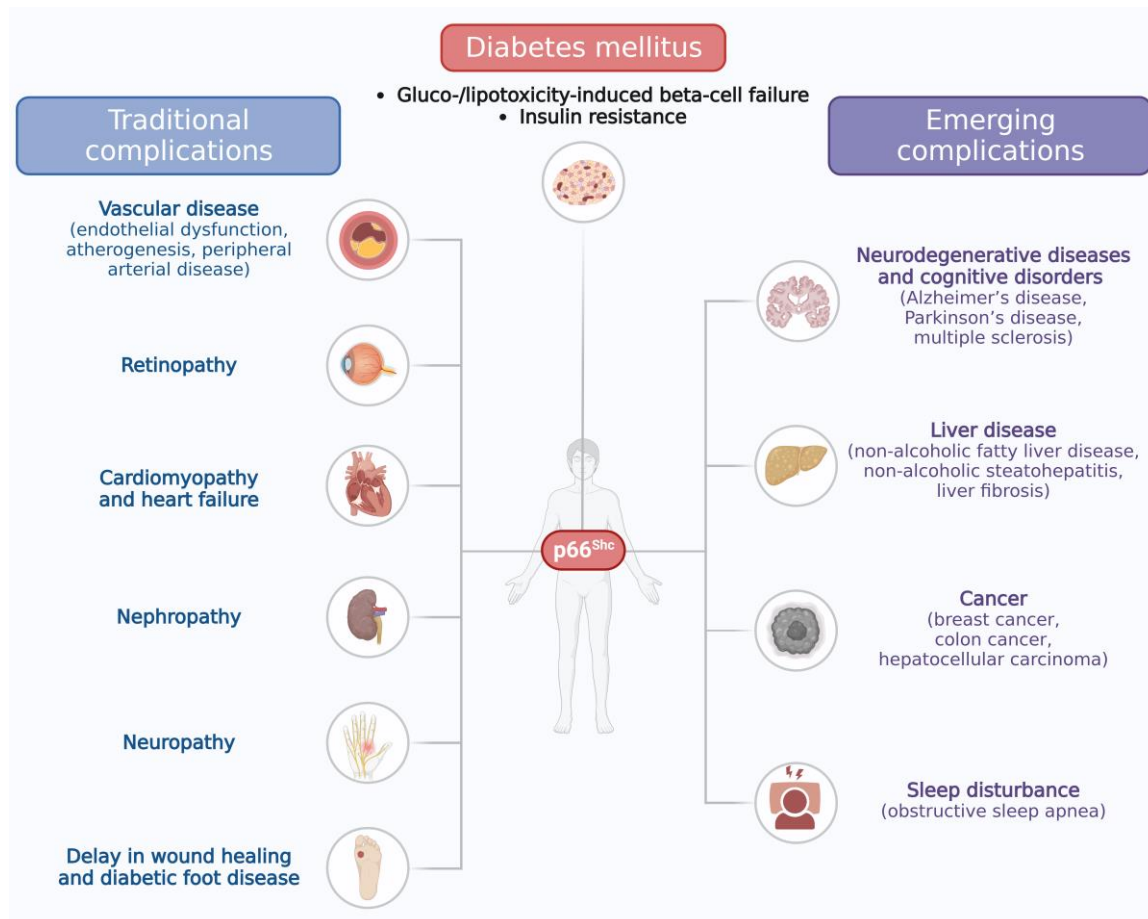 Diabetes mellitus
• Gluco-/lipotoxicity-induced beta-cell failure
• Insulin resistance
Traditional
complications
Vascular disease
(endothelial dysfunction,
atherogenesis, peripheral
arterial disease)
Retinopathy
Cardiomyopathy
and heart failure
Nephropathy
Neuropathy
Delay in wound healing
and diabetic foot disease
p66Shc
Emerging
complications
Neurodegenerative diseases
and cognitive disorders
(Alzheimer’s disease,
Parkinson’s disease,
multiple sclerosis)
Liver disease
(non-alcoholic fatty liver disease,
non-alcoholic steatohepatitis,
liver fibrosis)
Cancer
(breast cancer,
colon cancer,
hepatocellular carcinoma)
Sleep disturbance
(obstructive sleep apnea)